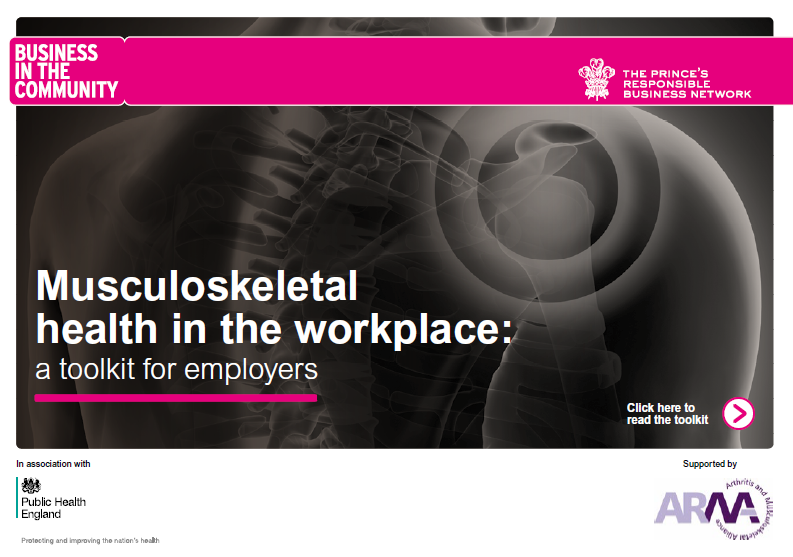 BUSINESS
IN THE
COMMUNITY
THE PRINCE'S
RESPONSIBLE
BUSINESS NETWORK
Musculoskeletal
health in the workplace:
a toolkit for employers
Click here to
read the toolkit
In association with
Public Health
England
Protecting and improving the nation's health
Supported by
ARMA
Arthritis and Musculoskeletal Alliance